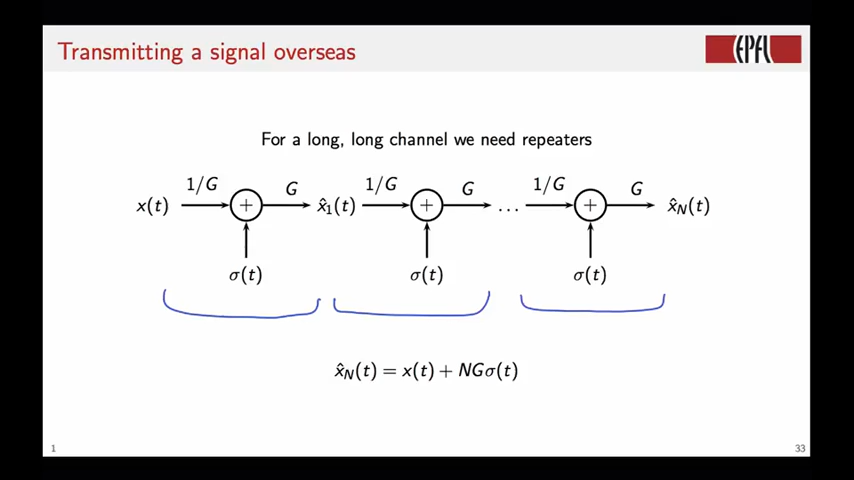 Transmitting a signal overseas
EPFL
For a long, long channel we need repeaters
x(t) 1/G + G x̂₁(t) 1/G + G ... 1/G + G x̂_N(t)
σ(t) σ(t) σ(t)
x̂_N(t) = x(t) + NGσ(t)
1 33